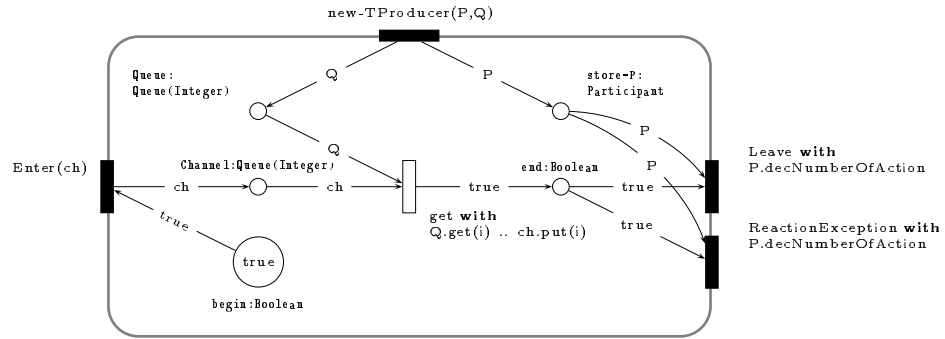 new-TProducer(P,Q)
Queue:
Queue(Integer)
store-P:
Participant
Q
P
P
Q
P
Enter(ch)
Channel:Queue(Integer)
end:Boolean
Leave with
P.decNumberOfAction
ch
ch
true
true
true
get with
Q.get(i) .. ch.put(i)
true
ReactionException with
P.decNumberOfAction
true
begin:Boolean